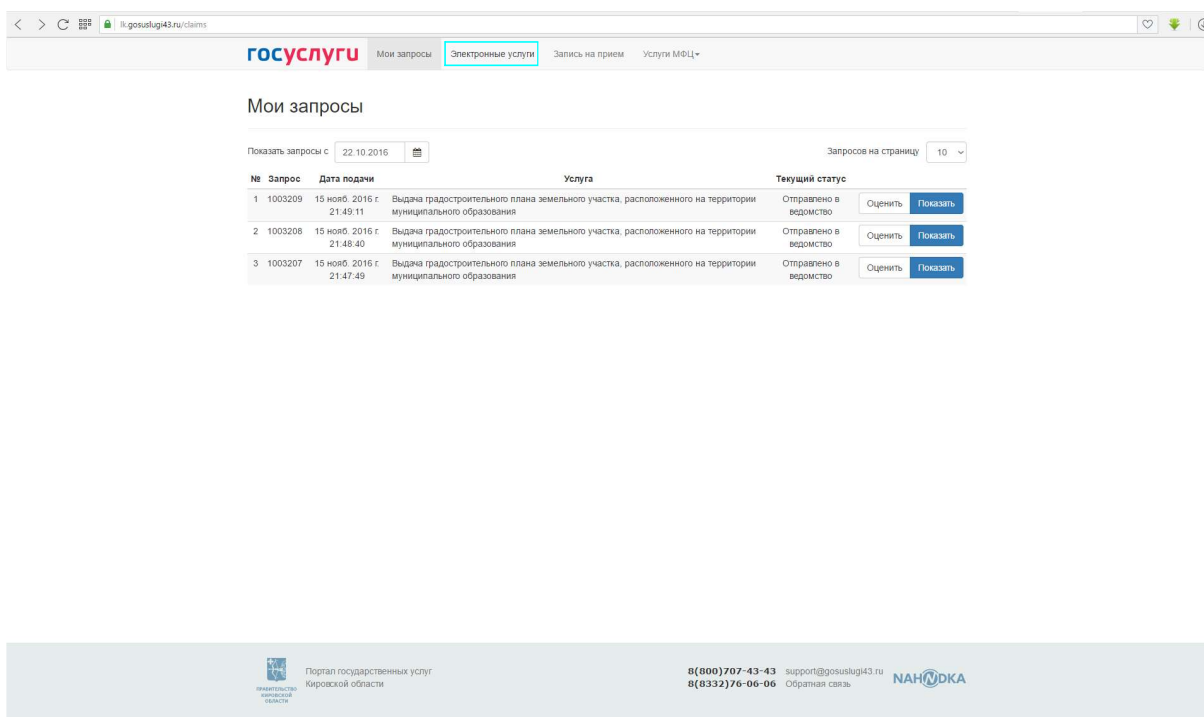 lk.gosuslugi43.ru/claims
госуслуги Мои запросы Электронные услуги Запись на прием Услуги МФЦ
Мои запросы
Показать запросы с 22.10.2016 Запросов на страницу 10
№ Запрос Дата подачи Услуга Текущий статус
1 1003209 15 нояб. 2016 г. Выдача градостроительного плана земельного участка, расположенного на территории Отправлено в Оценить Показать
21:49:11 муниципального образования ведомство
2 1003208 15 нояб. 2016 г. Выдача градостроительного плана земельного участка, расположенного на территории Отправлено в Оценить Показать
21:48:40 муниципального образования ведомство
3 1003207 15 нояб. 2016 г. Выдача градостроительного плана земельного участка, расположенного на территории Отправлено в Оценить Показать
21:47:49 муниципального образования ведомство
Портал государственных услуг 8(800)707-43-43 support@gosuslugi43.ru
Кировской области 8(8332)76-06-06 Обратная связь
NAHNDKA
ПРАВИТЕЛЬСТВО
КИРОВСКОЙ
ОБЛАСТИ